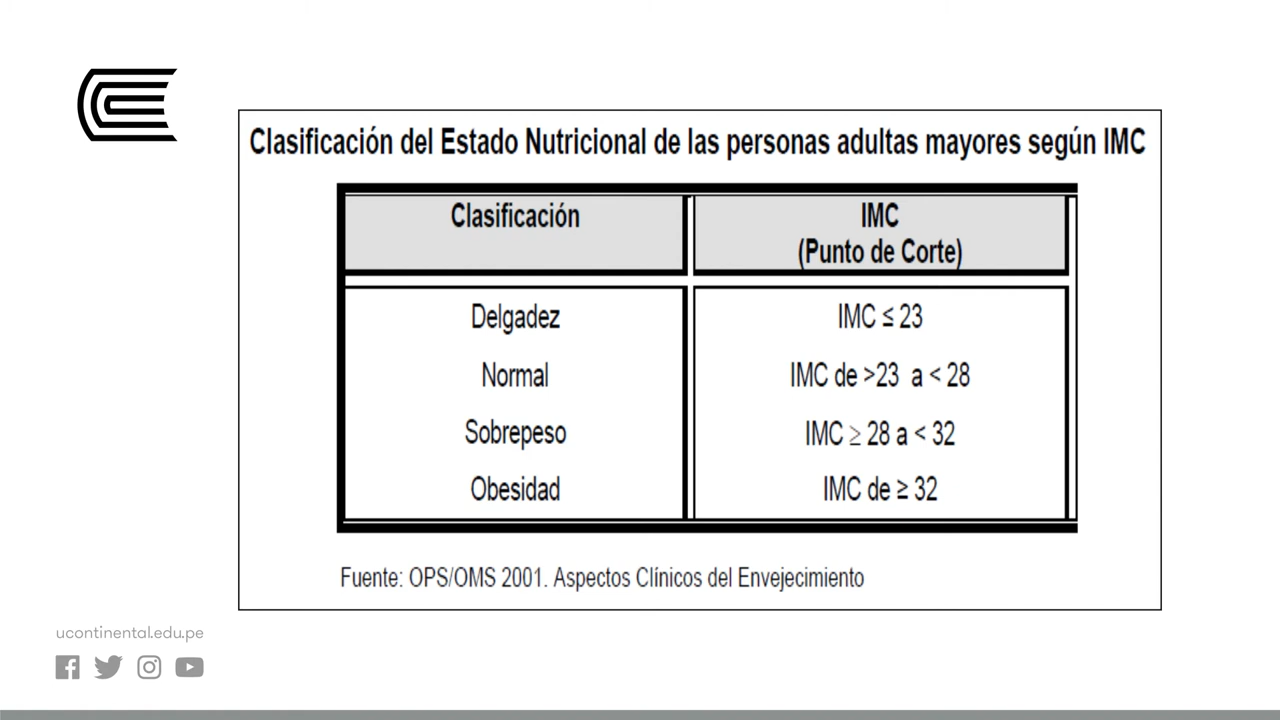 Clasificación del Estado Nutricional de las personas adultas mayores según IMC
Clasificación
IMC
(Punto de Corte)
Delgadez
IMC ≤ 23
Normal
IMC de >23 a < 28
Sobrepeso
IMC ≥ 28 a < 32
Obesidad
IMC de ≥ 32
Fuente: OPS/OMS 2001. Aspectos Clínicos del Envejecimiento
ucontinental.edu.pe